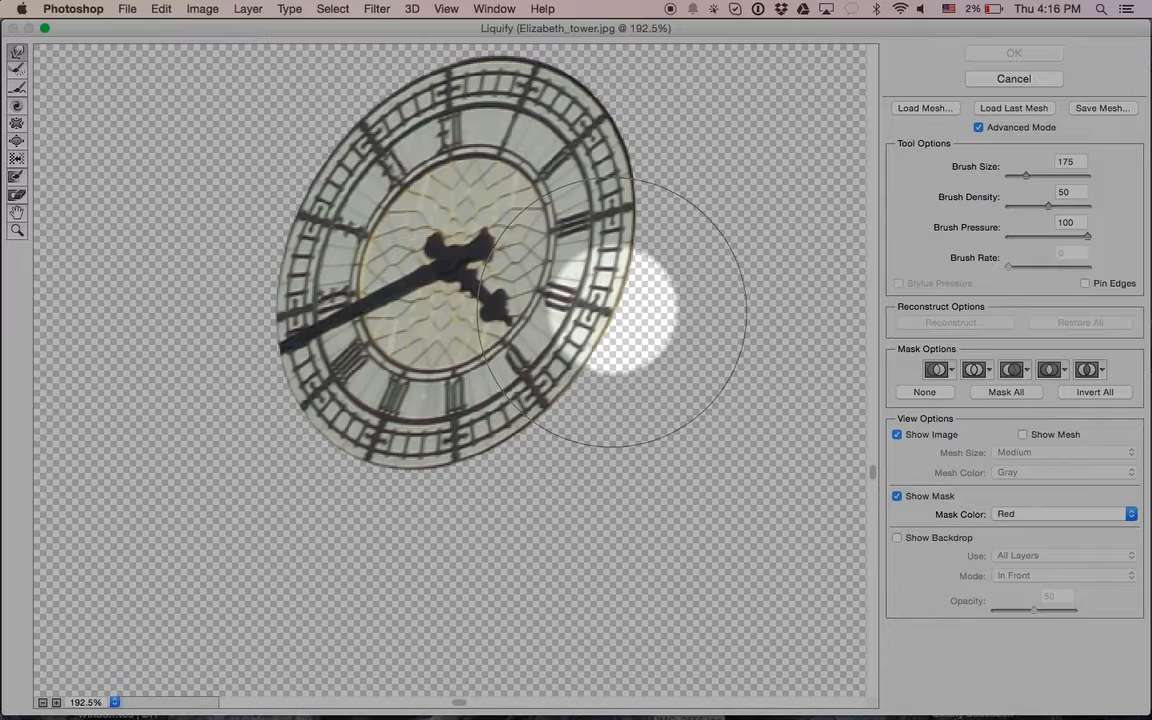 Photoshop File Edit Image Layer Type Select Filter 3D View Window Help 2% Thu 4:16 PM
Liquify (Elizabeth_tower.jpg @ 192.5%)
OK
Cancel
Load Mesh... Load Last Mesh Save Mesh...
Advanced Mode
Tool Options
Brush Size: 175
Brush Density: 50
Brush Pressure: 100
Brush Rate: 0
Stylus Pressure Pin Edges
Reconstruct Options
Reconstruct... Restore All
Mask Options
None Mask All Invert All
View Options
Show Image Show Mesh
Mesh Size: Medium
Mesh Color: Gray
Show Mask
Mask Color: Red
Show Backdrop
Use: All Layers
Mode: In Front
Opacity: 50
192.5%